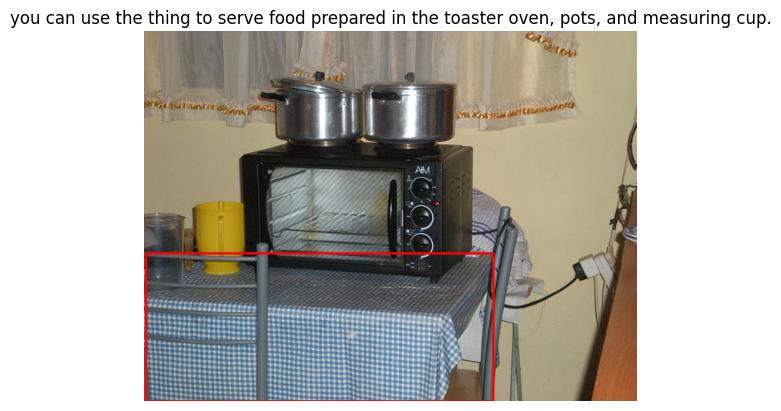 you can use the thing to serve food prepared in the toaster oven, pots, and measuring cup.
AIM